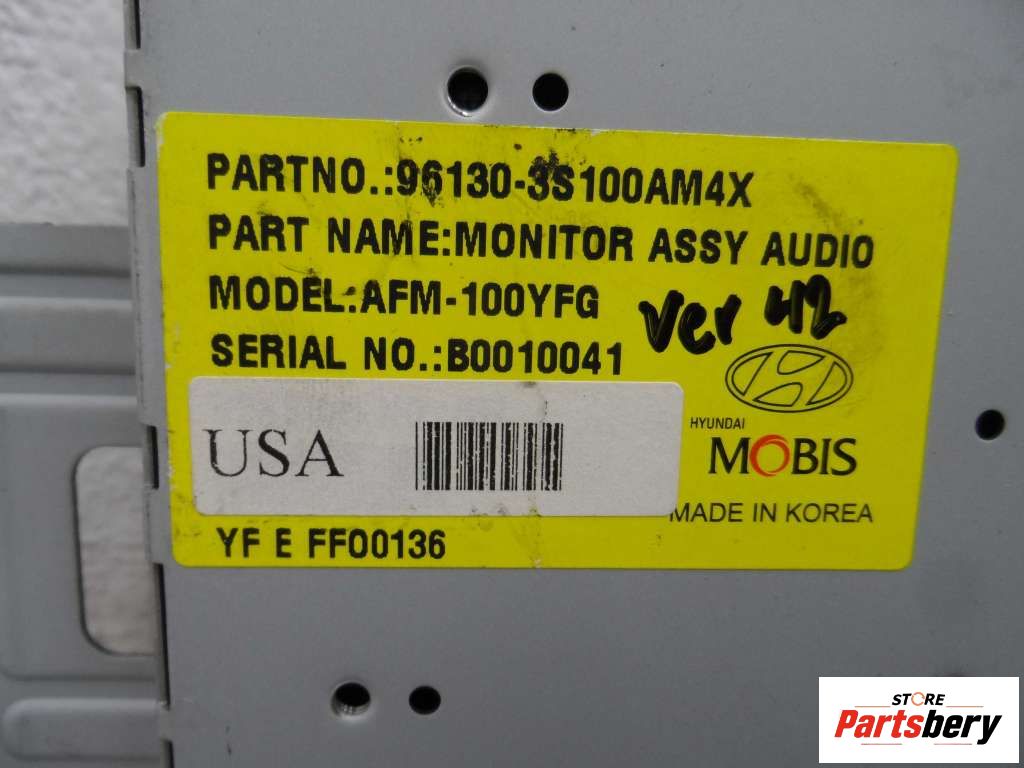 PARTNO.:96130-3S100AM4X
PART NAME:MONITOR ASSY AUDIO
MODEL:AFM-100YFG
Ver 42
SERIAL NO.:B0010041
HYUNDAI
MOBIS
USA
MADE IN KOREA
YF E FF00136
STORE
Partsbery